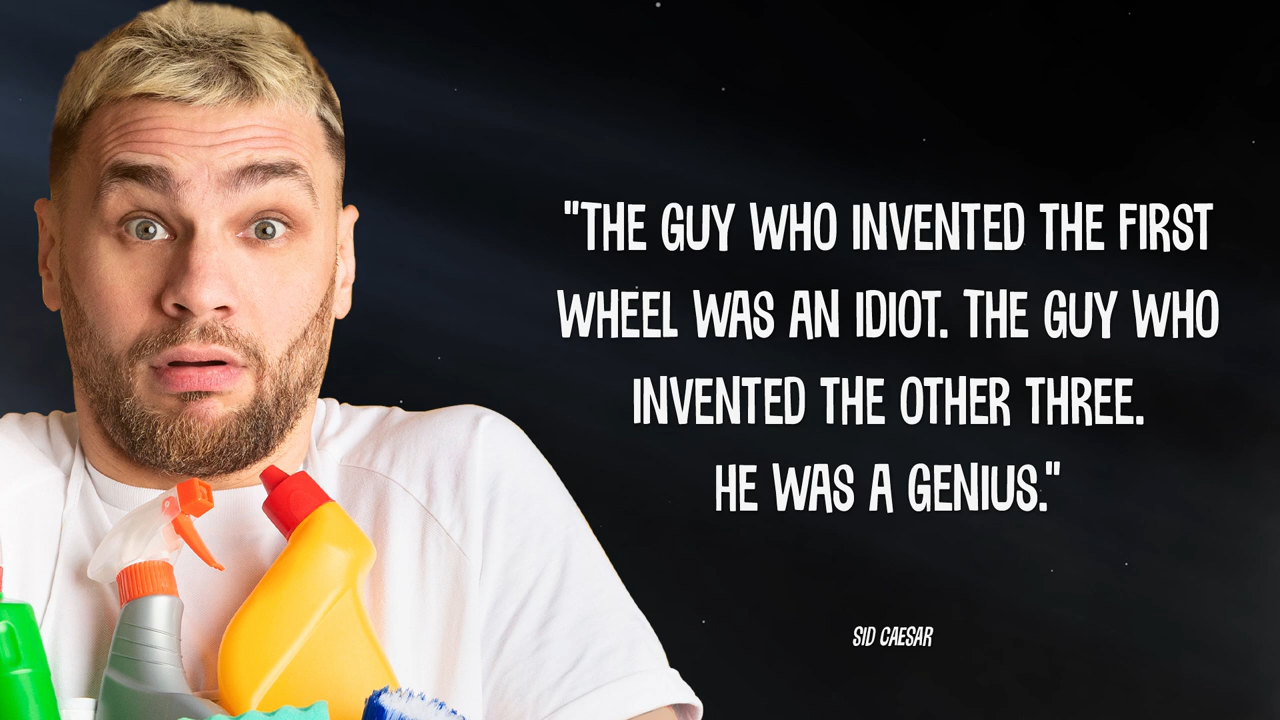 "THE GUY WHO INVENTED THE FIRST
WHEEL WAS AN IDIOT. THE GUY WHO
INVENTED THE OTHER THREE.
HE WAS A GENIUS."
SID CAESAR